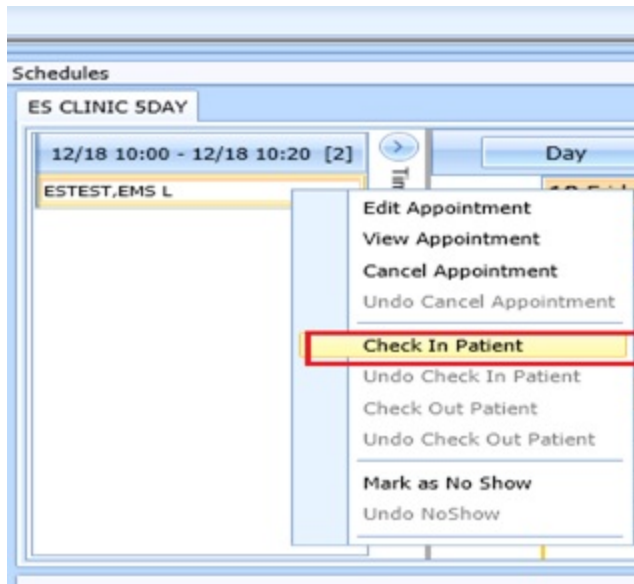 Schedules
ES CLINIC 5DAY
12/18 10:00 - 12/18 10:20 [2]
Day
ESTEST,EMS L
Edit Appointment
View Appointment
Cancel Appointment
Undo Cancel Appointment
Check In Patient
Undo Check In Patient
Check Out Patient
Undo Check Out Patient
Mark as No Show
Undo NoShow